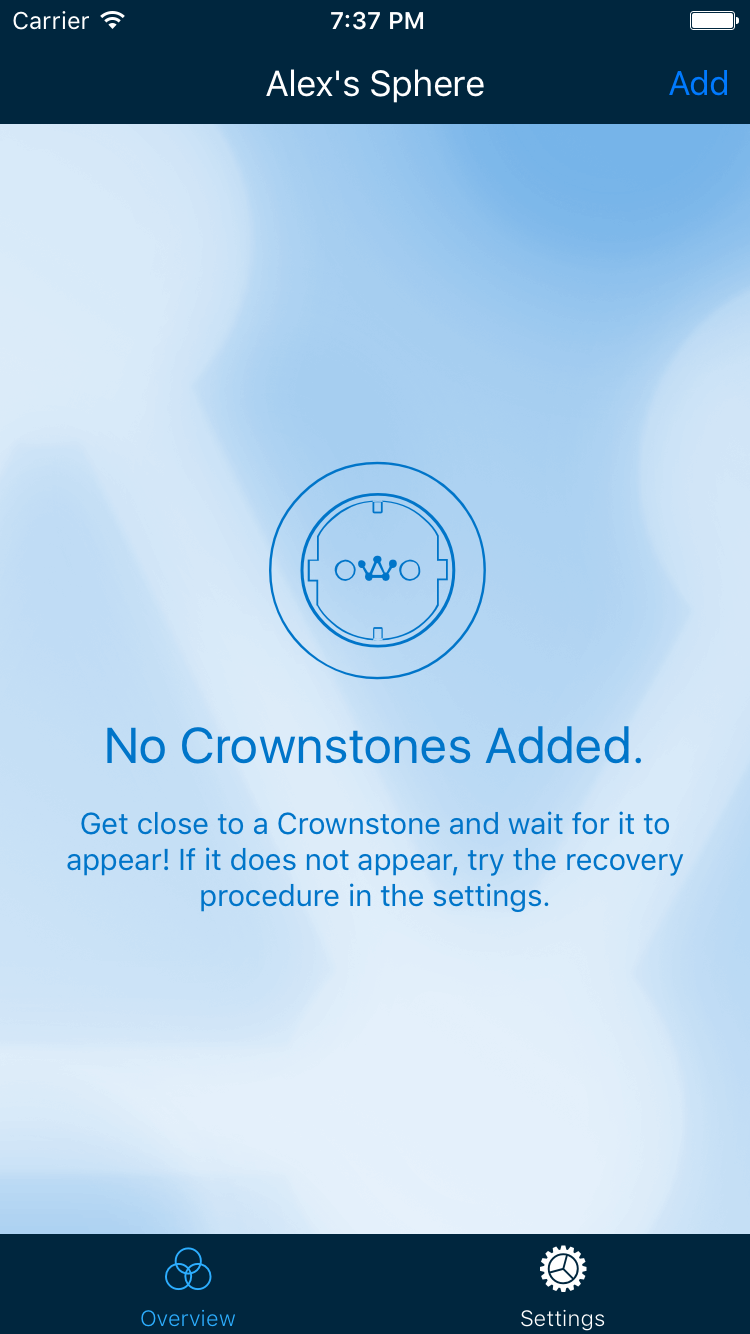 Carrier 7:37 PM
Alex's Sphere Add
No Crownstones Added.
Get close to a Crownstone and wait for it to
appear! If it does not appear, try the recovery
procedure in the settings.
Overview Settings